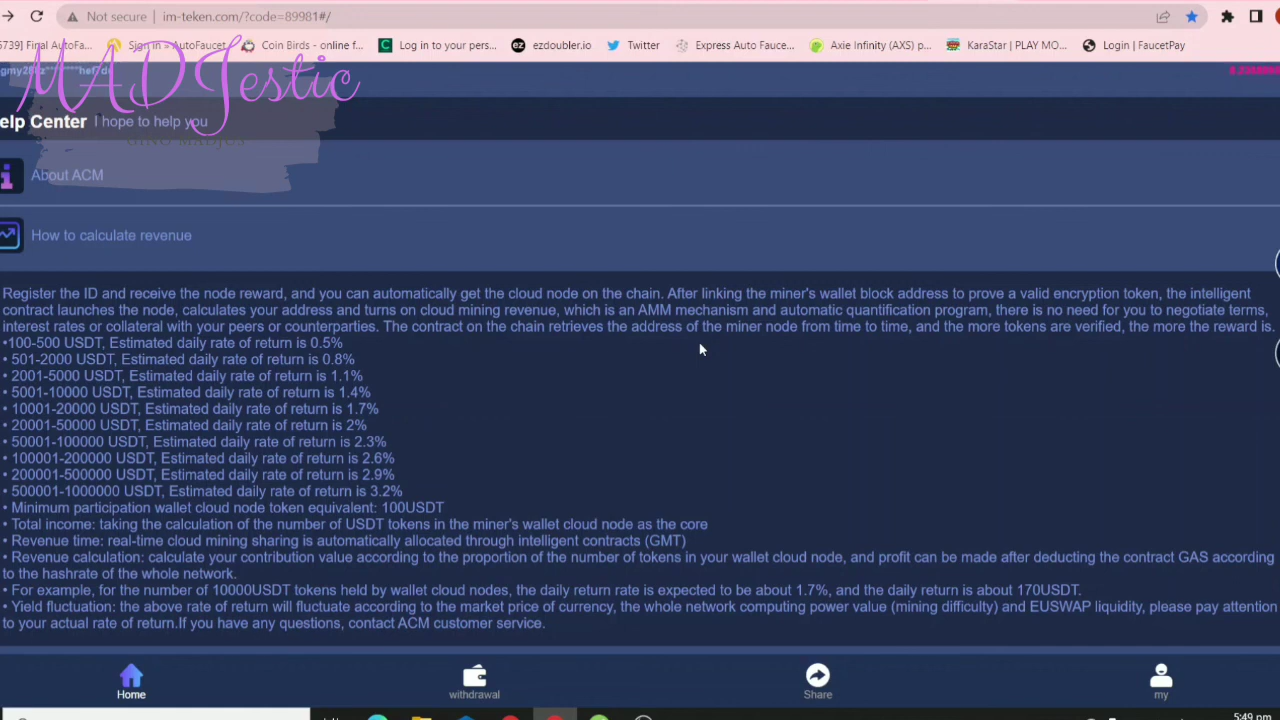 Not secure | im-teken.com/?code=89981#/
5739] Final AutoFa... Sign in » AutoFaucet Coin Birds - online f... Log in to your pers... ezdoubler.io Twitter Express Auto Fauce... Axie Infinity (AXS) p... KaraStar | PLAY MO... Login | FaucetPay
MADJestic
GINO MADJUS
elp Center I hope to help you
About ACM
How to calculate revenue
Register the ID and receive the node reward, and you can automatically get the cloud node on the chain. After linking the miner's wallet block address to prove a valid encryption token, the intelligent
contract launches the node, calculates your address and turns on cloud mining revenue, which is an AMM mechanism and automatic quantification program, there is no need for you to negotiate terms,
interest rates or collateral with your peers or counterparties. The contract on the chain retrieves the address of the miner node from time to time, and the more tokens are verified, the more the reward is.
•100-500 USDT, Estimated daily rate of return is 0.5%
• 501-2000 USDT, Estimated daily rate of return is 0.8%
• 2001-5000 USDT, Estimated daily rate of return is 1.1%
• 5001-10000 USDT, Estimated daily rate of return is 1.4%
• 10001-20000 USDT, Estimated daily rate of return is 1.7%
• 20001-50000 USDT, Estimated daily rate of return is 2%
• 50001-100000 USDT, Estimated daily rate of return is 2.3%
• 100001-200000 USDT, Estimated daily rate of return is 2.6%
• 200001-500000 USDT, Estimated daily rate of return is 2.9%
• 500001-1000000 USDT, Estimated daily rate of return is 3.2%
• Minimum participation wallet cloud node token equivalent: 100USDT
• Total income: taking the calculation of the number of USDT tokens in the miner's wallet cloud node as the core
• Revenue time: real-time cloud mining sharing is automatically allocated through intelligent contracts (GMT)
• Revenue calculation: calculate your contribution value according to the proportion of the number of tokens in your wallet cloud node, and profit can be made after deducting the contract GAS according
to the hashrate of the whole network.
• For example, for the number of 10000USDT tokens held by wallet cloud nodes, the daily return rate is expected to be about 1.7%, and the daily return is about 170USDT.
• Yield fluctuation: the above rate of return will fluctuate according to the market price of currency, the whole network computing power value (mining difficulty) and EUSWAP liquidity, please pay attention
to your actual rate of return.If you have any questions, contact ACM customer service.
Home withdrawal Share my
5:49 pm